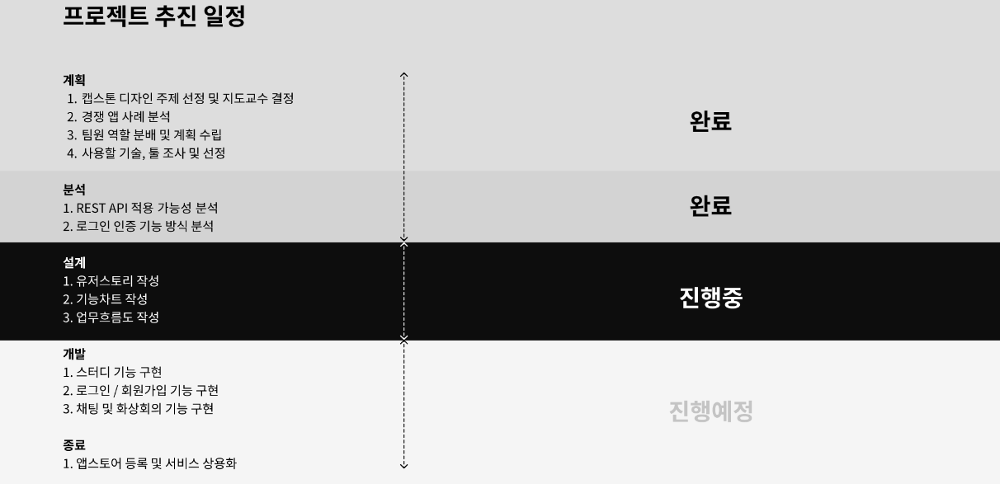 프로젝트 추진 일정
계획
1. 캡스톤 디자인 주제 선정 및 지도교수 결정
2. 경쟁 앱 사례 분석
3. 팀원 역할 분배 및 계획 수립
4. 사용할 기술, 툴 조사 및 선정
완료
분석
1. REST API 적용 가능성 분석
2. 로그인 인증 기능 방식 분석
완료
설계
1. 유저스토리 작성
2. 기능차트 작성
3. 업무흐름도 작성
진행중
개발
1. 스터디 기능 구현
2. 로그인 / 회원가입 기능 구현
3. 채팅 및 화상회의 기능 구현
진행예정
종료
1. 앱스토어 등록 및 서비스 상용화